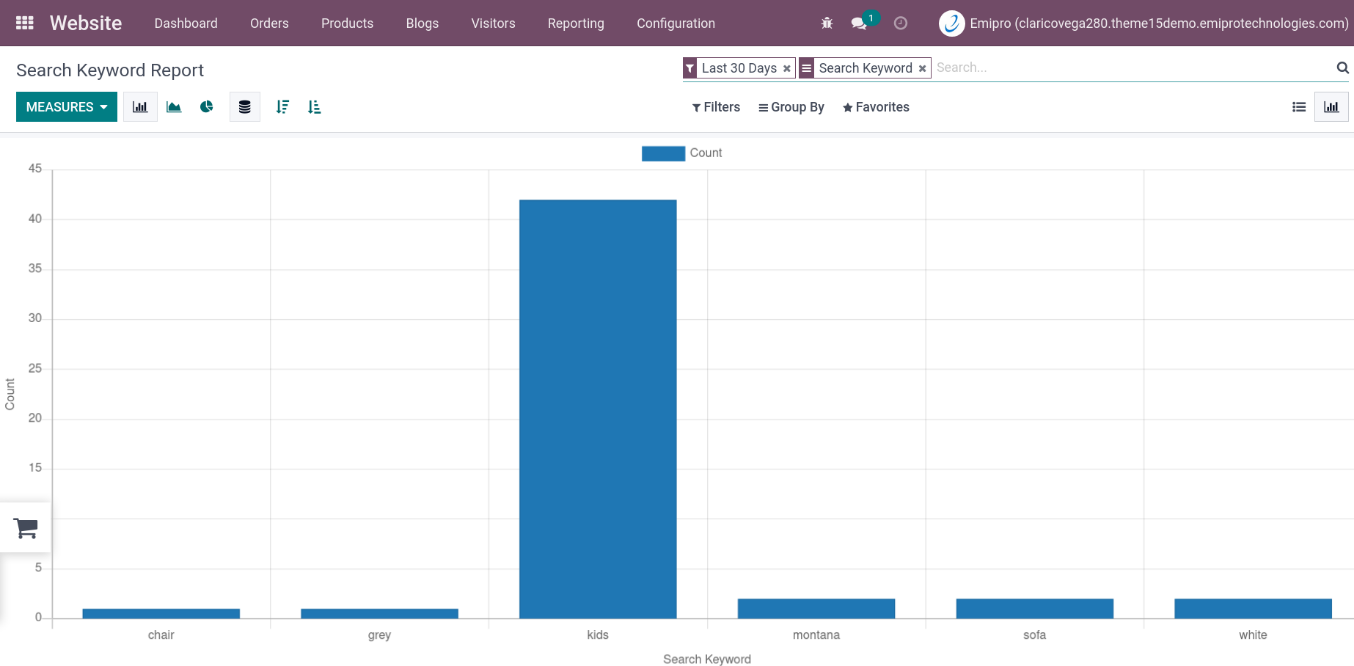 Website Dashboard Orders Products Blogs Visitors Reporting Configuration 1 Emipro (claricovega280.theme15demo.emiprotechnologies.com)
Search Keyword Report
Last 30 Days × Search Keyword × Search...
MEASURES Filters Group By Favorites
Count
45
40
35
30
25
20
15
5
0
Count
chair grey kids montana sofa white
Search Keyword